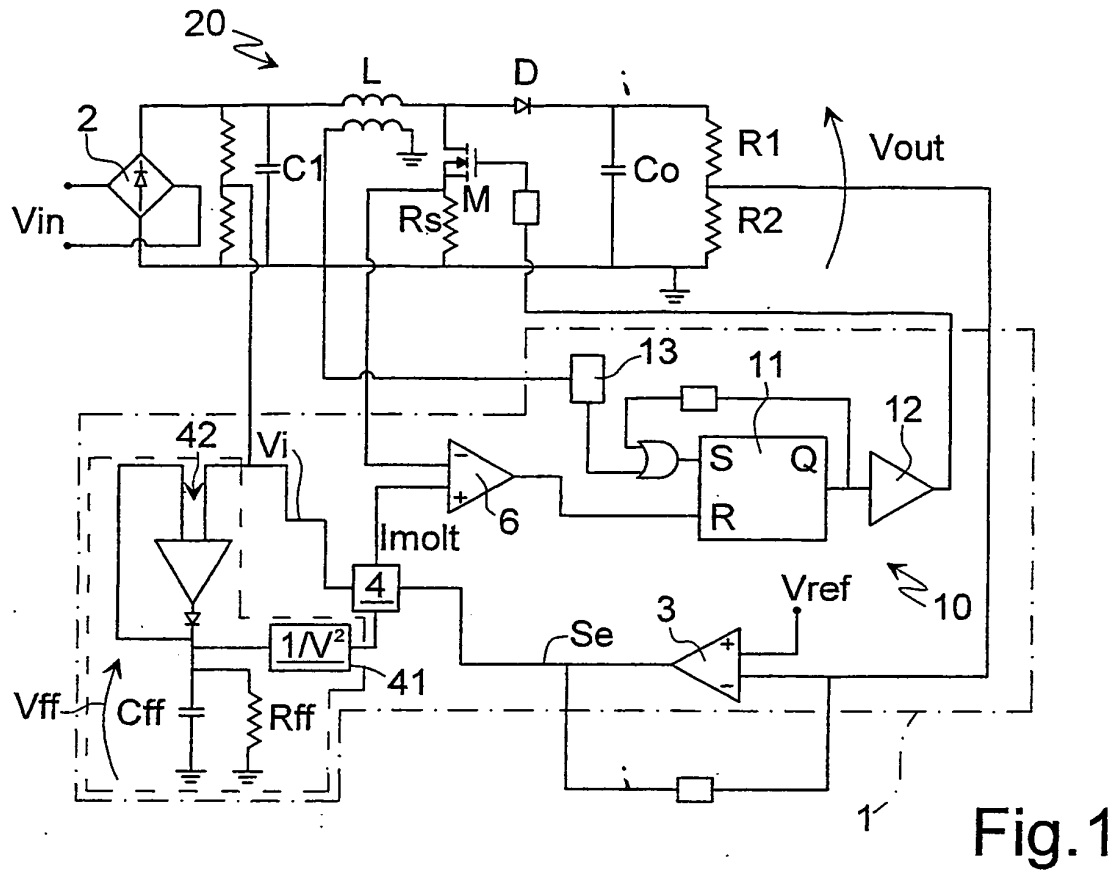 20
L
D
2
C1
Co
R1
Vout
Vin
Rs
M
R2
13
11
12
42
Vi
S
Q
-
+
6
R
Imolt
4
Vref
10
3
Se
+
-
1/V²
41
Vff
Cff
Rff
1
Fig.1